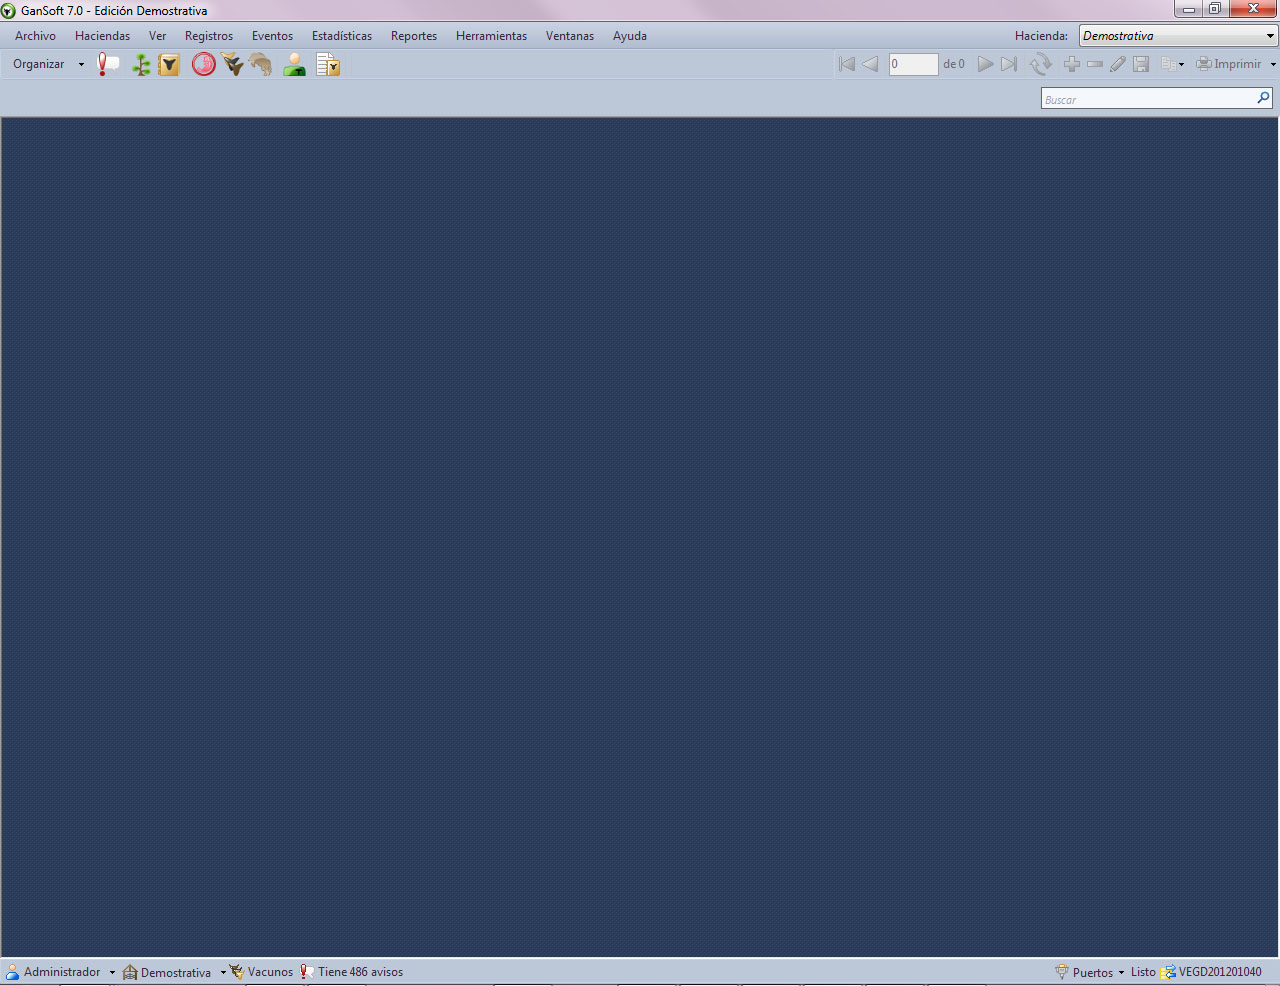 GanSoft 7.0 - Edición Demostrativa
Archivo Haciendas Ver Registros Eventos Estadísticas Reportes Herramientas Ventanas Ayuda Hacienda: Demostrativa
Organizar 0 de 0 Imprimir
Buscar
Administrador Demostrativa Vacunos Tiene 486 avisos Puertos Listo VEGD201201040